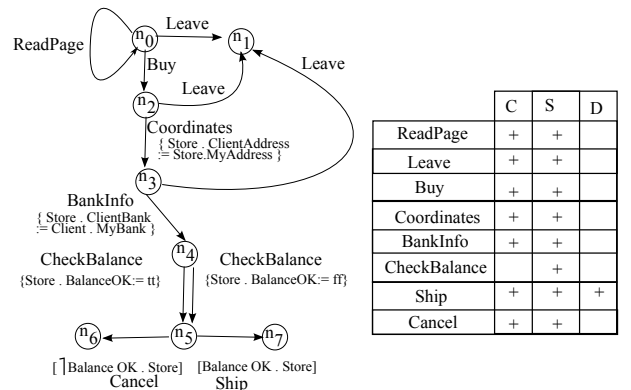 n0
Leave
n1
ReadPage
Buy
Leave
Leave
n2
Coordinates
{ Store . ClientAddress
:= Store.MyAddress }
n3
BankInfo
{ Store . ClientBank
:= Client . MyBank }
n4
CheckBalance
{Store . BalanceOK:= tt}
CheckBalance
{Store . BalanceOK:= ff}
n6
n5
n7
[ ⏋Balance OK . Store]
Cancel
[Balance OK . Store]
Ship
C S D
ReadPage + +
Leave + +
Buy + +
Coordinates + +
BankInfo + +
CheckBalance +
Ship + + +
Cancel + +